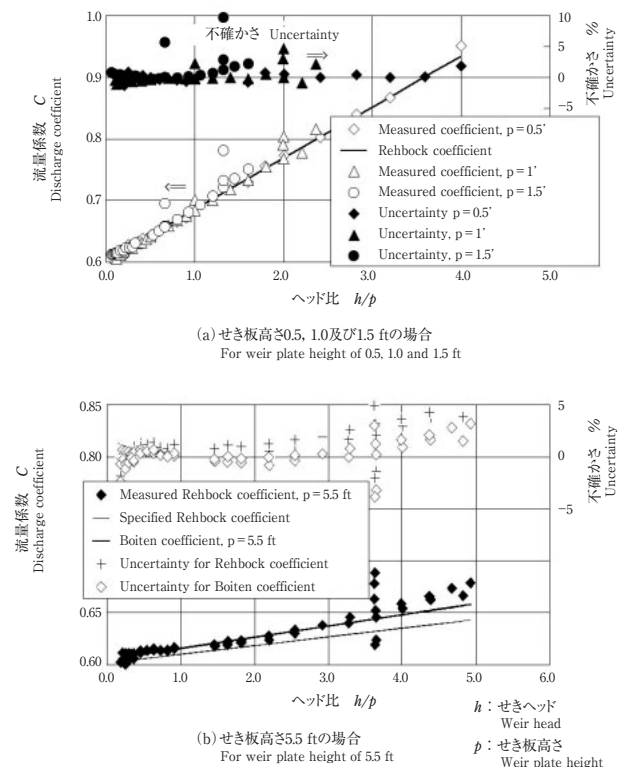 不確かさ Uncertainty
1.0
0.9
0.8
0.7
0.6
10
5
0
−5
流量係数 C
Discharge coefficient
不確かさ %
Uncertainty
Measured coefficient, p = 0.5'
Rehbock coefficient
Measured coefficient, p = 1'
Measured coefficient, p = 1.5'
Uncertainty p = 0.5'
Uncertainty, p = 1'
Uncertainty, p = 1.5'
0.0 1.0 2.0 3.0 4.0 5.0
ヘッド比 h/p
(a) せき板高さ0.5, 1.0及び1.5 ftの場合
For weir plate height of 0.5, 1.0 and 1.5 ft
0.85
0.80
0.65
0.60
5
0
−5
流量係数 C
Discharge coefficient
不確かさ %
Uncertainty
Measured Rehbock coefficient, p = 5.5 ft
Specified Rehbock coefficient
Boiten coefficient, p = 5.5 ft
Uncertainty for Rehbock coefficient
Uncertainty for Boiten coefficient
0.0 1.0 2.0 3.0 4.0 5.0 6.0
ヘッド比 h/p
(b) せき板高さ5.5 ftの場合
For weir plate height of 5.5 ft
h：せきヘッド
Weir head
p：せき板高さ
Weir plate height